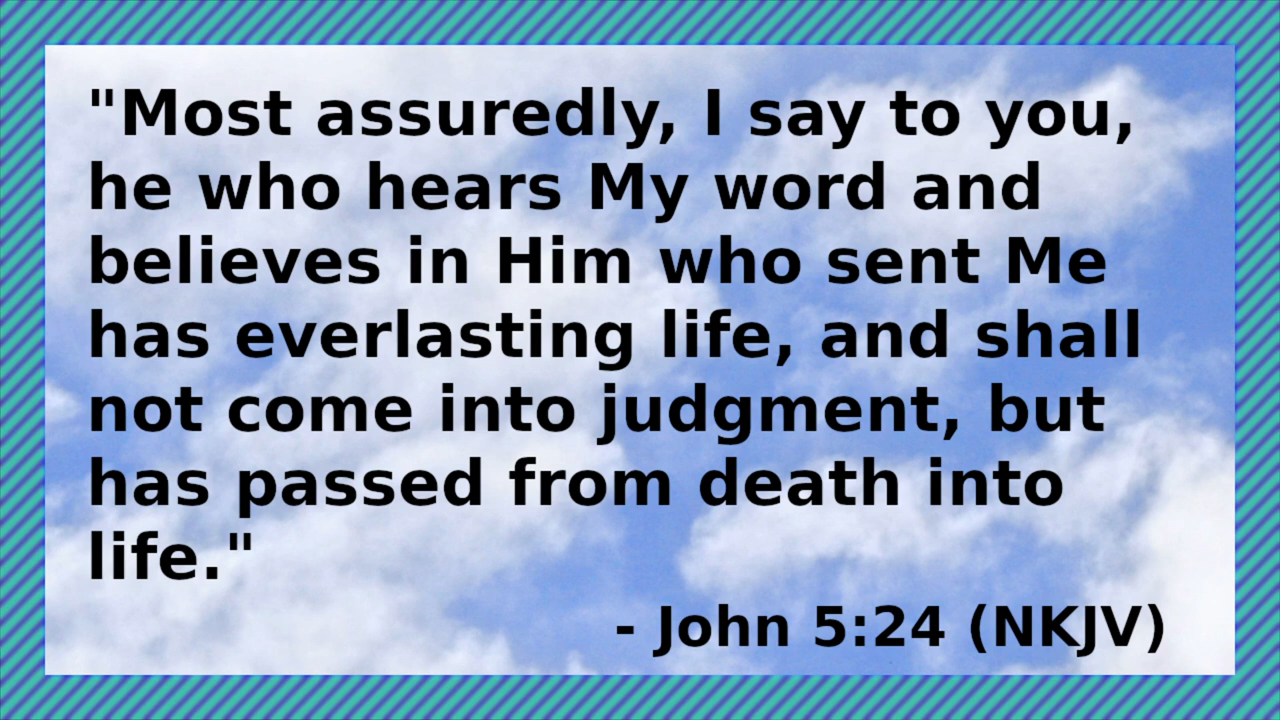 "Most assuredly, I say to you,
he who hears My word and
believes in Him who sent Me
has everlasting life, and shall
not come into judgment, but
has passed from death into
life."
- John 5:24 (NKJV)